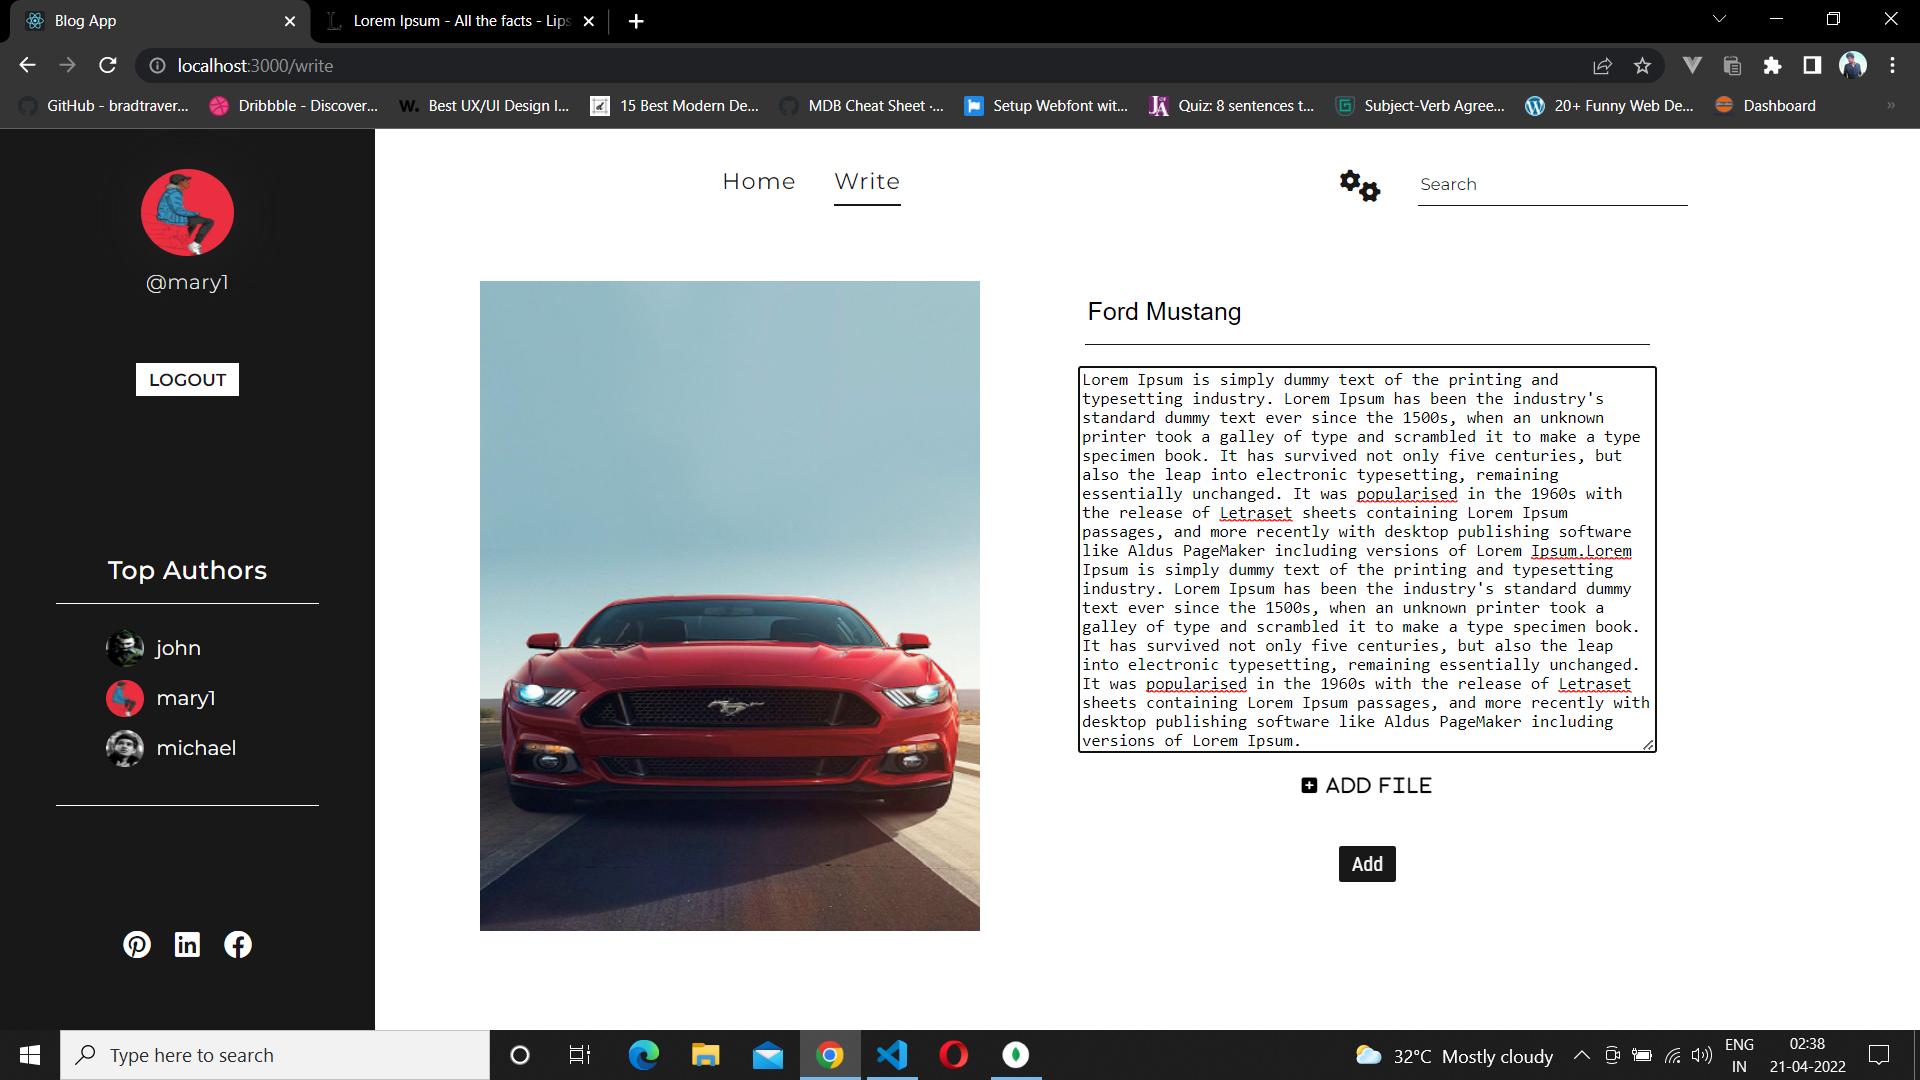 Blog App
Lorem Ipsum - All the facts - Lips
localhost:3000/write
GitHub - bradtraver...
Dribbble - Discover...
W.
Best UX/UI Design I...
15 Best Modern De...
MDB Cheat Sheet ·...
Setup Webfont wit...
Quiz: 8 sentences t...
Subject-Verb Agree...
20+ Funny Web De...
Dashboard
»
@mary1
LOGOUT
Top Authors
john
mary1
michael
Home
Write
Search
Ford Mustang
Lorem Ipsum is simply dummy text of the printing and
typesetting industry. Lorem Ipsum has been the industry's
standard dummy text ever since the 1500s, when an unknown
printer took a galley of type and scrambled it to make a type
specimen book. It has survived not only five centuries, but
also the leap into electronic typesetting, remaining
essentially unchanged. It was popularised in the 1960s with
the release of Letraset sheets containing Lorem Ipsum
passages, and more recently with desktop publishing software
like Aldus PageMaker including versions of Lorem Ipsum.Lorem
Ipsum is simply dummy text of the printing and typesetting
industry. Lorem Ipsum has been the industry's standard dummy
text ever since the 1500s, when an unknown printer took a
galley of type and scrambled it to make a type specimen book.
It has survived not only five centuries, but also the leap
into electronic typesetting, remaining essentially unchanged.
It was popularised in the 1960s with the release of Letraset
sheets containing Lorem Ipsum passages, and more recently with
desktop publishing software like Aldus PageMaker including
versions of Lorem Ipsum.
ADD FILE
Add
Type here to search
32°C Mostly cloudy
ENG
IN
02:38
21-04-2022